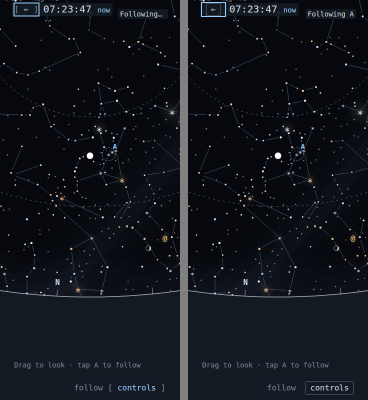 [ ← ] 07:23:47 now Following…
A
@
N
Drag to look · tap A to follow
follow [ controls ]
← 07:23:47 now Following A
A
@
N
Drag to look · tap A to follow
follow controls